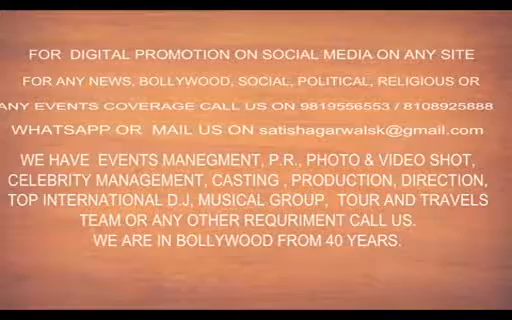 FOR DIGITAL PROMOTION ON SOCIAL MEDIA ON ANY SITE
FOR ANY NEWS, BOLLYWOOD, SOCIAL, POLITICAL, RELIGIOUS OR
ANY EVENTS COVERAGE CALL US ON 9819556553 / 8108925888
WHATSAPP OR MAIL US ON satishagarwalsk@gmail.com
WE HAVE EVENTS MANEGMENT, P.R., PHOTO & VIDEO SHOT,
CELEBRITY MANAGEMENT, CASTING , PRODUCTION, DIRECTION,
TOP INTERNATIONAL D.J, MUSICAL GROUP, TOUR AND TRAVELS
TEAM OR ANY OTHER REQURIMENT CALL US.
WE ARE IN BOLLYWOOD FROM 40 YEARS.